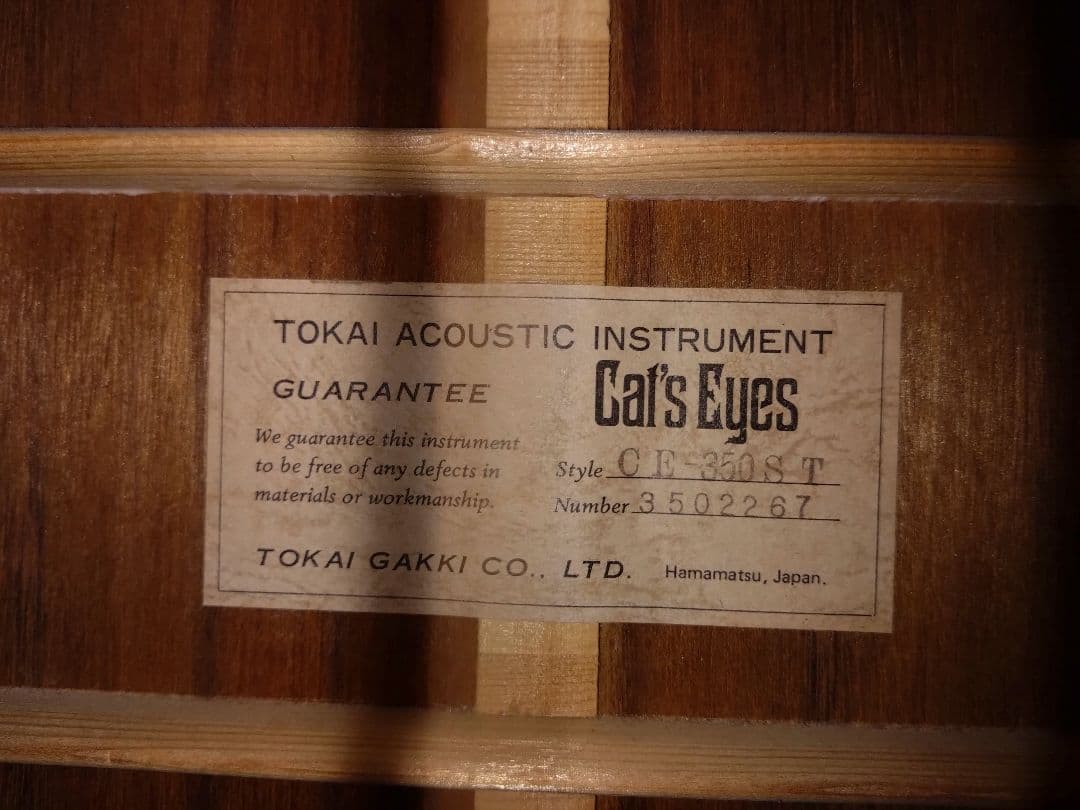 TOKAI ACOUSTIC INSTRUMENT
GUARANTEE
Cat's Eyes
We guarantee this instrument
to be free of any defects in
materials or workmanship.
Style CE-350ST
Number 3502267
TOKAI GAKKI CO., LTD. Hamamatsu, Japan.